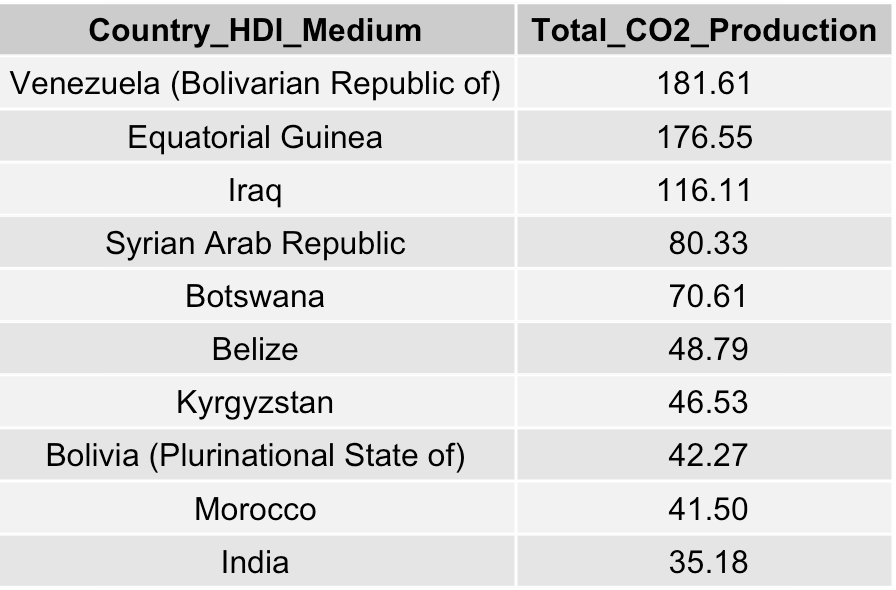 Country_HDI_Medium Total_CO2_Production
Venezuela (Bolivarian Republic of) 181.61
Equatorial Guinea 176.55
Iraq 116.11
Syrian Arab Republic 80.33
Botswana 70.61
Belize 48.79
Kyrgyzstan 46.53
Bolivia (Plurinational State of) 42.27
Morocco 41.50
India 35.18